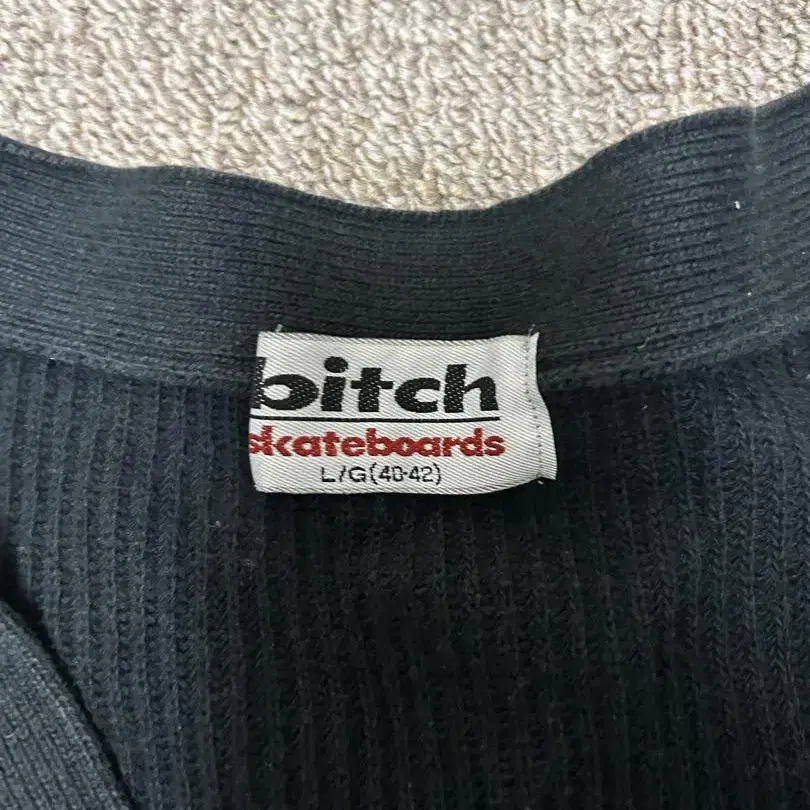 bitch
skateboards
L/G(40-42)